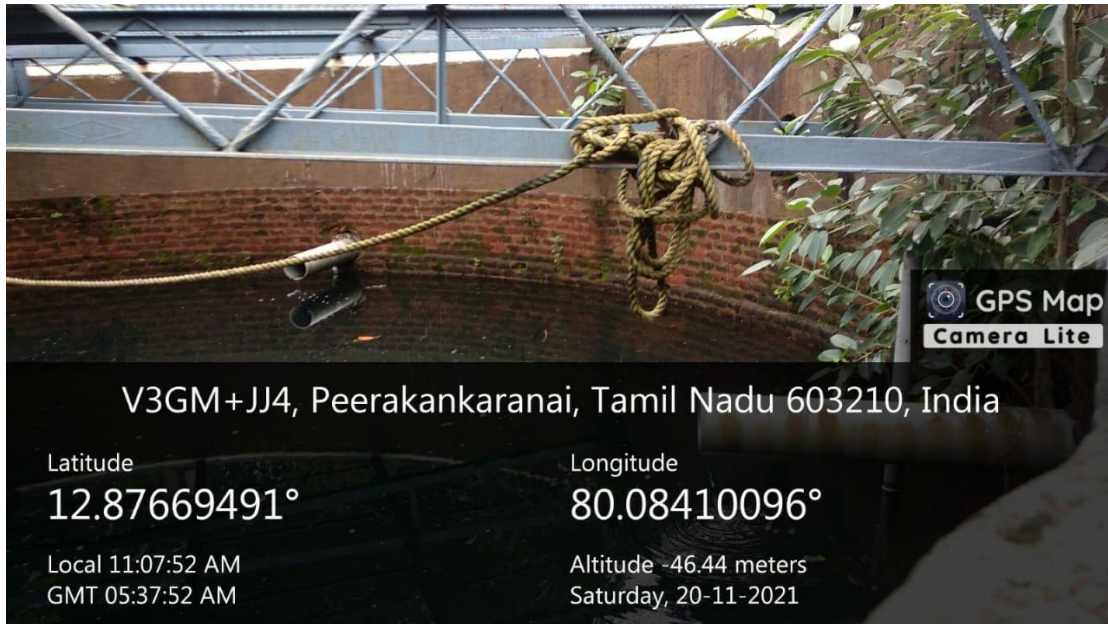 GPS Map
Camera Lite
V3GM+JJ4, Peerakankaranai, Tamil Nadu 603210, India
Latitude
12.87669491°
Longitude
80.08410096°
Local 11:07:52 AM
GMT 05:37:52 AM
Altitude -46.44 meters
Saturday, 20-11-2021